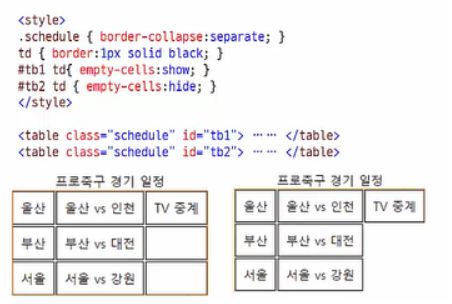 <style>
.schedule { border-collapse:separate; }
td { border:1px solid black; }
#tb1 td{ empty-cells:show; }
#tb2 td { empty-cells:hide; }
</style>
<table class="schedule" id="tb1"> ⋯⋯ </table>
<table class="schedule" id="tb2"> ⋯⋯ </table>
프로축구 경기 일정
울산 울산 vs 인천 TV 중계
부산 부산 vs 대전
서울 서울 vs 강원
프로축구 경기 일정
울산 울산 vs 인천 TV 중계
부산 부산 vs 대전
서울 서울 vs 강원